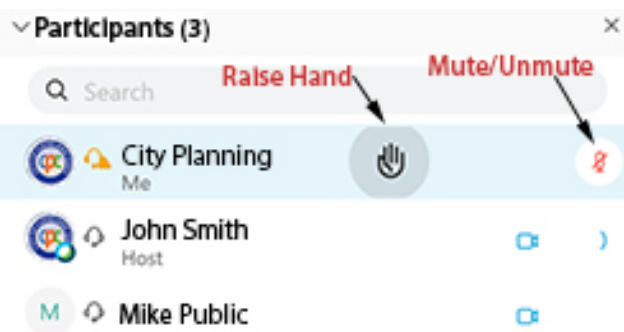 Participants (3)
Search
Raise Hand
Mute/Unmute
City Planning
Me
John Smith
Host
M
Mike Public